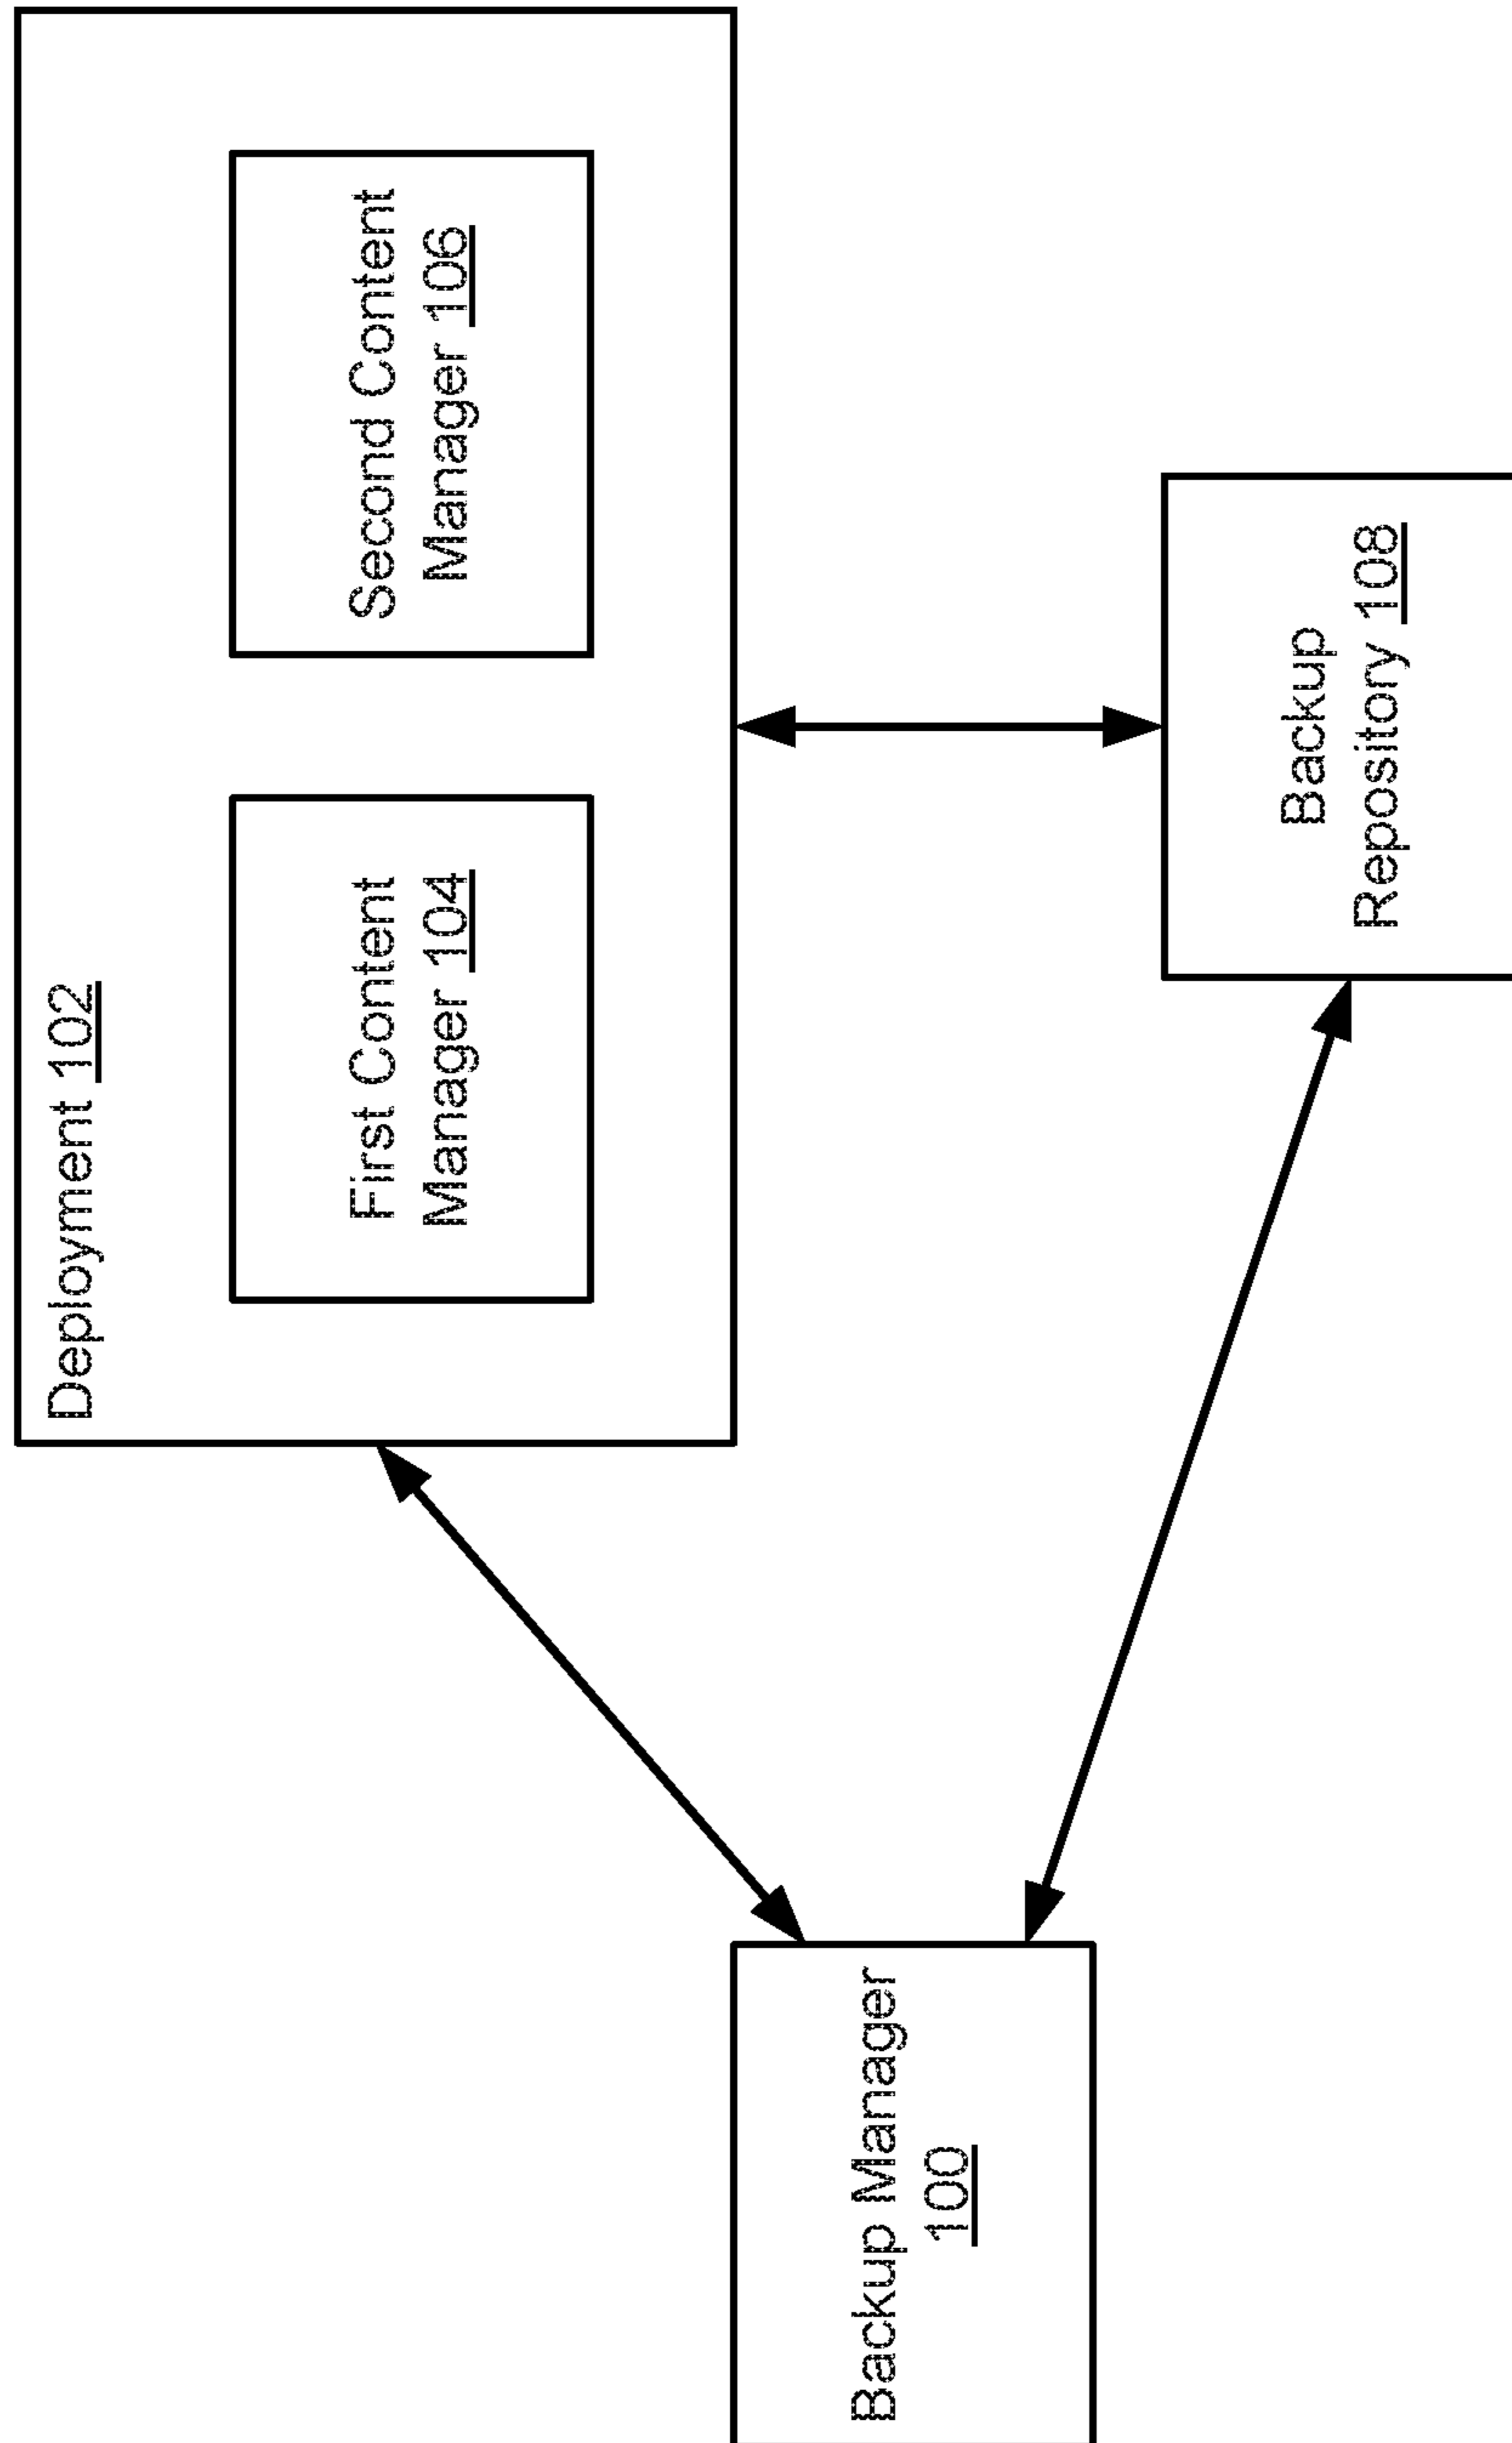 Deployment 102
First Content
Manager 104
Second Content
Manager 106
Backup Manager
100
Backup
Repository 108